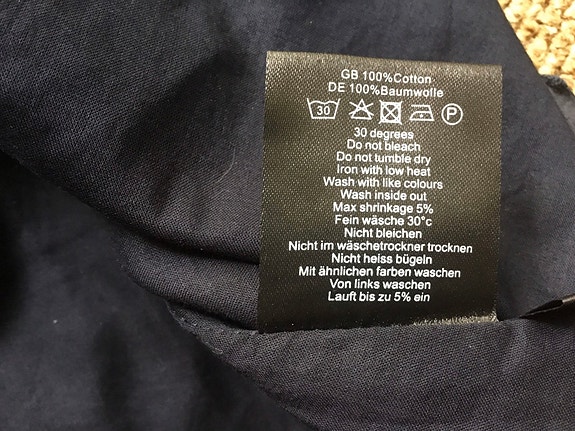 GB 100%Cotton
DE 100%Baumwolle
30 P
30 degrees
Do not bleach
Do not tumble dry
Iron with low heat
Wash with like colours
Wash inside out
Max shrinkage 5%
Fein wäsche 30°c
Nicht bleichen
Nicht im wäschetrockner trocknen
Nicht heiss bügeln
Mit ähnlichen farben waschen
Von links waschen
Lauft bis zu 5% ein